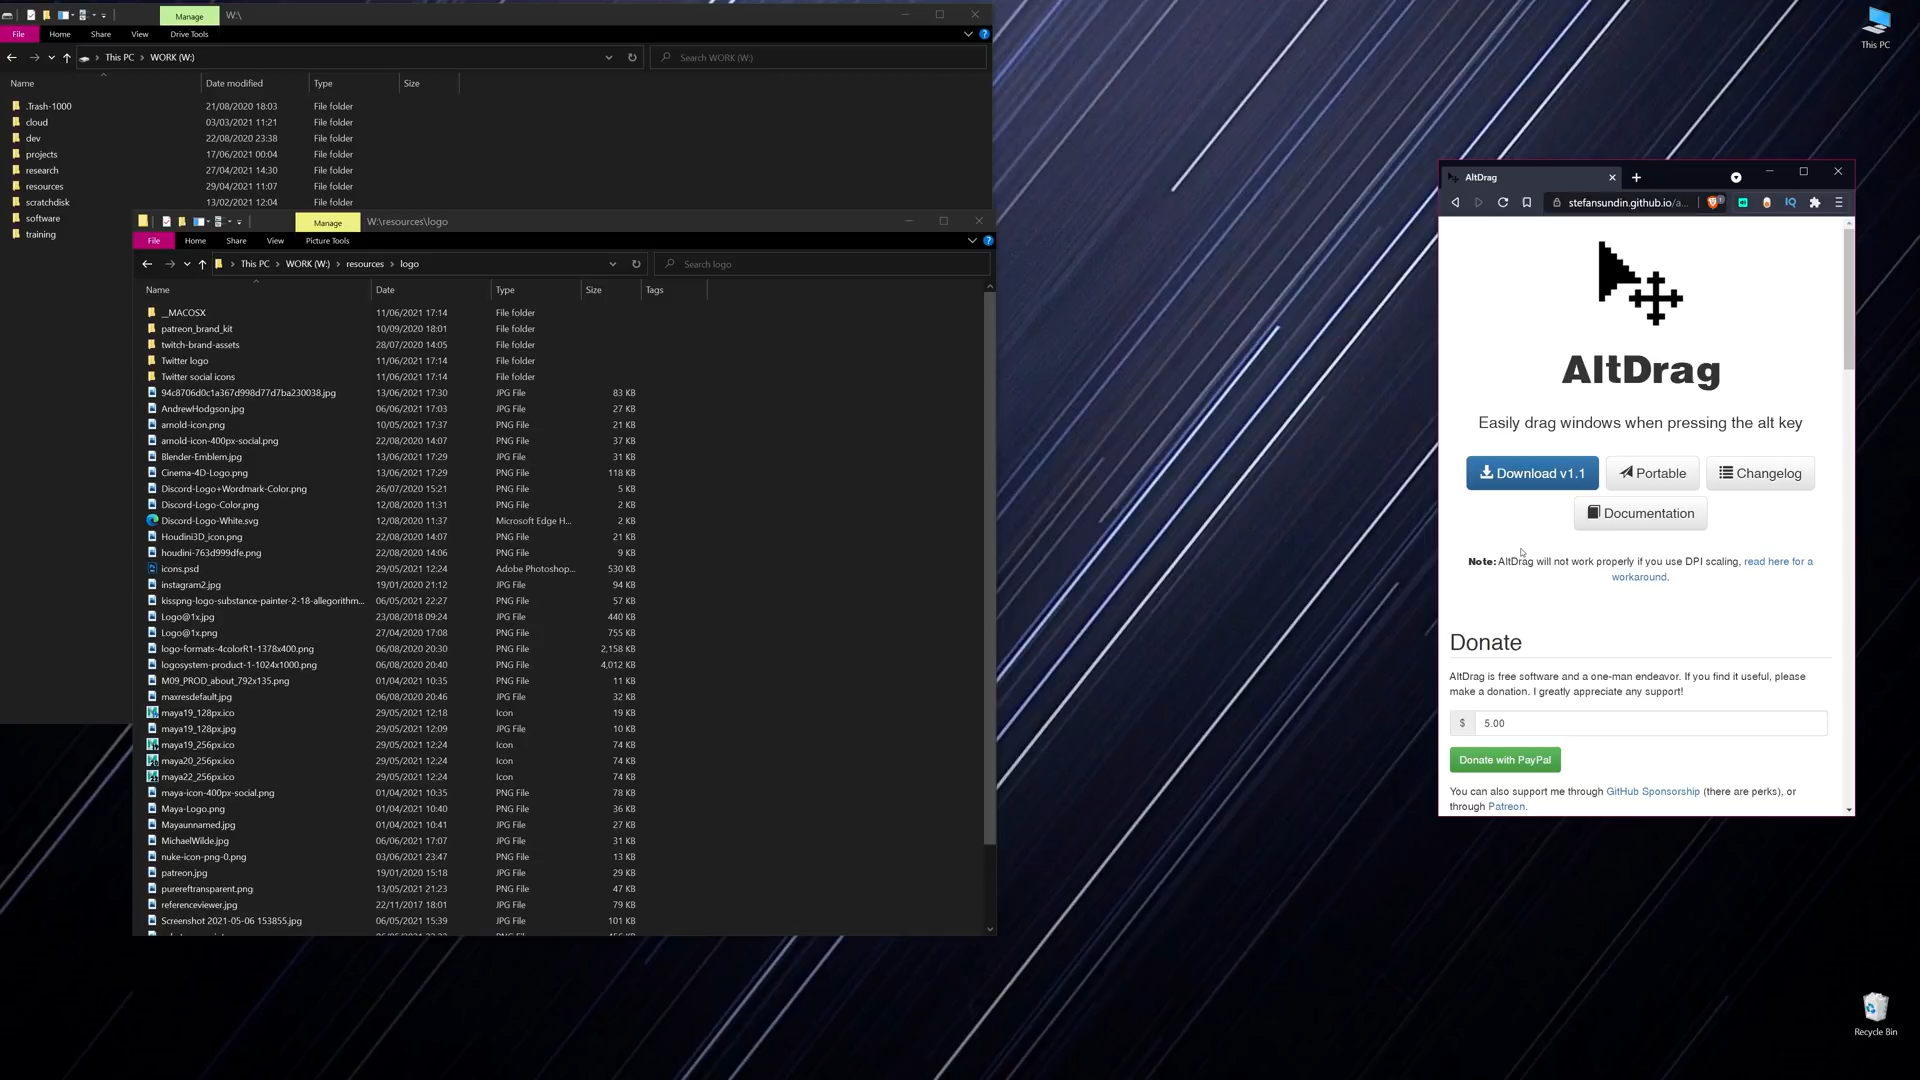 Manage W:\
File Home Share View Drive Tools
This PC WORK (W:) Search WORK (W:)
Name Date modified Type Size
.Trash-1000 21/08/2020 18:03 File folder
cloud 03/03/2021 11:21 File folder
dev 22/08/2020 23:38 File folder
projects 17/06/2021 00:04 File folder
research 27/04/2021 14:30 File folder
resources 29/04/2021 11:07 File folder
scratchdisk 13/02/2021 12:04 File folder
software
training
Manage W:\resources\logo
File Home Share View Picture Tools
This PC WORK (W:) resources logo Search logo
Name Date Type Size Tags
__MACOSX 11/06/2021 17:14 File folder
patreon_brand_kit 10/09/2020 18:01 File folder
twitch-brand-assets 28/07/2020 14:05 File folder
Twitter logo 11/06/2021 17:14 File folder
Twitter social icons 11/06/2021 17:14 File folder
94c8706d0c1a367d998d77d7ba230038.jpg 13/06/2021 17:30 JPG File 83 KB
AndrewHodgson.jpg 06/06/2021 17:03 JPG File 27 KB
arnold-icon.png 10/05/2021 17:37 PNG File 21 KB
arnold-icon-400px-social.png 22/08/2020 14:07 PNG File 37 KB
Blender-Emblem.jpg 13/06/2021 17:29 JPG File 31 KB
Cinema-4D-Logo.png 13/06/2021 17:29 PNG File 118 KB
Discord-Logo+Wordmark-Color.png 26/07/2020 15:21 PNG File 5 KB
Discord-Logo-Color.png 12/08/2020 11:31 PNG File 2 KB
Discord-Logo-White.svg 12/08/2020 11:37 Microsoft Edge H... 2 KB
Houdini3D_icon.png 22/08/2020 14:07 PNG File 21 KB
houdini-763d999dfe.png 22/08/2020 14:06 PNG File 9 KB
icons.psd 29/05/2021 12:24 Adobe Photoshop... 530 KB
instagram2.jpg 19/01/2020 21:12 JPG File 94 KB
kisspng-logo-substance-painter-2-18-allegorithm... 06/05/2021 22:27 PNG File 57 KB
Logo@1x.jpg 23/08/2018 09:24 JPG File 440 KB
Logo@1x.png 27/04/2020 17:08 PNG File 755 KB
logo-formats-4colorR1-1378x400.png 06/08/2020 20:30 PNG File 2,158 KB
logosystem-product-1-1024x1000.png 06/08/2020 20:40 PNG File 4,012 KB
M09_PROD_about_792x135.png 01/04/2021 10:35 PNG File 11 KB
maxresdefault.jpg 06/08/2020 20:46 JPG File 32 KB
maya19_128px.ico 29/05/2021 12:18 Icon 19 KB
maya19_128px.jpg 29/05/2021 12:09 JPG File 10 KB
maya19_256px.ico 29/05/2021 12:24 Icon 74 KB
maya20_256px.ico 29/05/2021 12:24 Icon 74 KB
maya22_256px.ico 29/05/2021 12:24 Icon 74 KB
maya-icon-400px-social.png 01/04/2021 10:35 PNG File 78 KB
Maya-Logo.png 01/04/2021 10:40 PNG File 36 KB
Mayaunnamed.jpg 01/04/2021 10:41 JPG File 27 KB
MichaelWilde.jpg 06/06/2021 17:07 JPG File 31 KB
nuke-icon-png-0.png 03/06/2021 23:47 PNG File 13 KB
patreon.jpg 19/01/2020 15:18 JPG File 29 KB
purereftransparent.png 13/05/2021 21:23 PNG File 47 KB
referenceviewer.jpg 22/11/2017 18:01 JPG File 79 KB
Screenshot 2021-05-06 153855.jpg 06/05/2021 15:39 JPG File 101 KB
This PC
AltDrag
stefansundin.github.io/a...
AltDrag
Easily drag windows when pressing the alt key
Download v1.1 Portable Changelog
Documentation
Note: AltDrag will not work properly if you use DPI scaling, read here for a
workaround.
Donate
AltDrag is free software and a one-man endeavor. If you find it useful, please
make a donation. I greatly appreciate any support!
$ 5.00
Donate with PayPal
You can also support me through GitHub Sponsorship (there are perks), or
through Patreon.
Recycle Bin